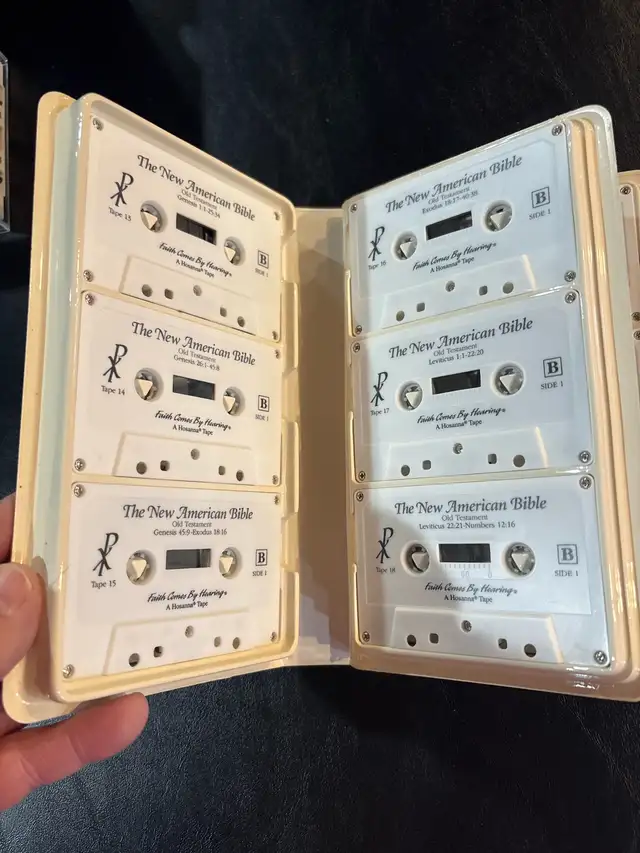 The New American Bible
Old Testament
Genesis 1:1-25:34
Tape 13
B
SIDE 1
Faith Comes By Hearing®
A Hosanna® Tape
The New American Bible
Old Testament
Genesis 26:1-45:8
Tape 14
B
SIDE 1
Faith Comes By Hearing®
A Hosanna® Tape
The New American Bible
Old Testament
Genesis 45:9-Exodus 18:16
Tape 15
B
SIDE 1
Faith Comes By Hearing®
A Hosanna® Tape
The New American Bible
Old Testament
Exodus 18:17-40:38
Tape 16
B
SIDE 1
Faith Comes By Hearing®
A Hosanna® Tape
The New American Bible
Old Testament
Leviticus 1:1-22:20
Tape 17
B
SIDE 1
Faith Comes By Hearing®
A Hosanna® Tape
The New American Bible
Old Testament
Leviticus 22:21-Numbers 12:16
Tape 18
B
SIDE 1
50 0
Faith Comes By Hearing®
A Hosanna® Tape